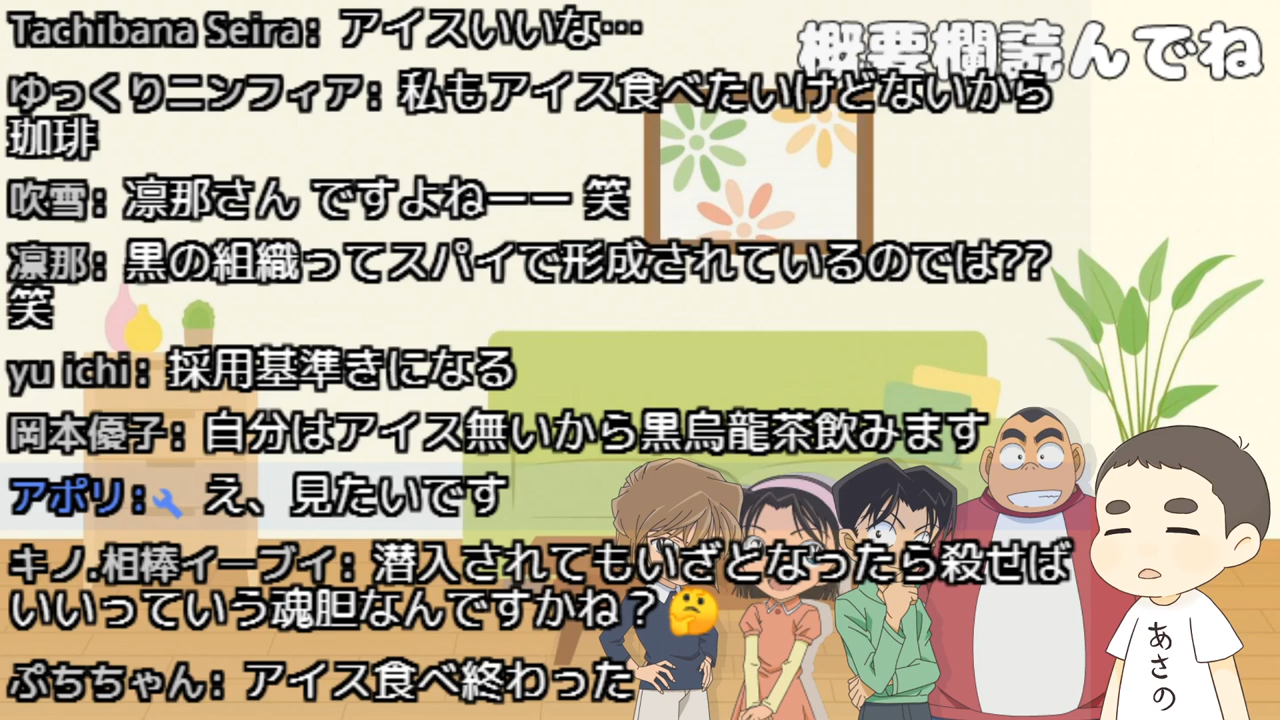 Tachibana Seira: アイスいいな…
概要欄読んでね
ゆっくりニンフィア: 私もアイス食べたいけどないから
珈琲
吹雪: 凛那さん ですよねーー 笑
凛那: 黒の組織ってスパイで形成されているのでは??
笑
yu ichi: 採用基準きになる
岡本優子: 自分はアイス無いから黒烏龍茶飲みます
アポリ: え、見たいです
キノ.相棒イーブイ: 潜入されてもいざとなったら殺せば
いいっていう魂胆なんですかね？🤔
ぷちちゃん: アイス食べ終わった
あさの